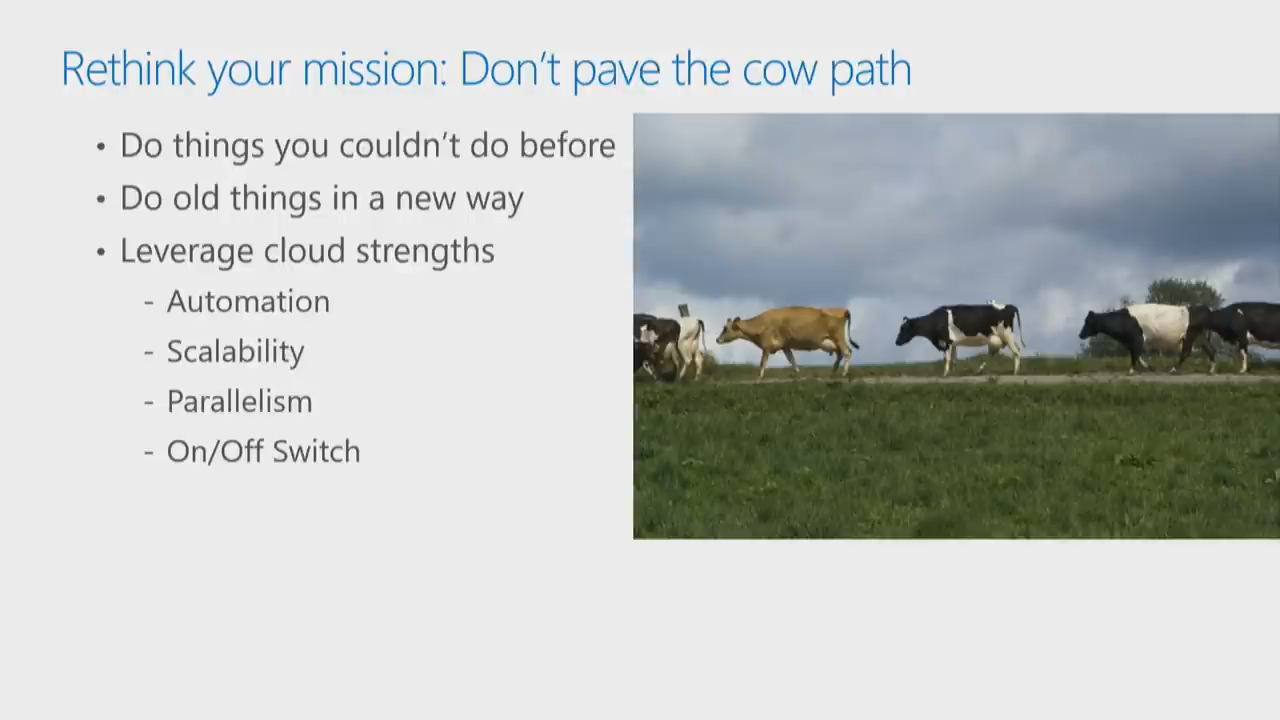 Rethink your mission: Don't pave the cow path
• Do things you couldn't do before
• Do old things in a new way
• Leverage cloud strengths
- Automation
- Scalability
- Parallelism
- On/Off Switch